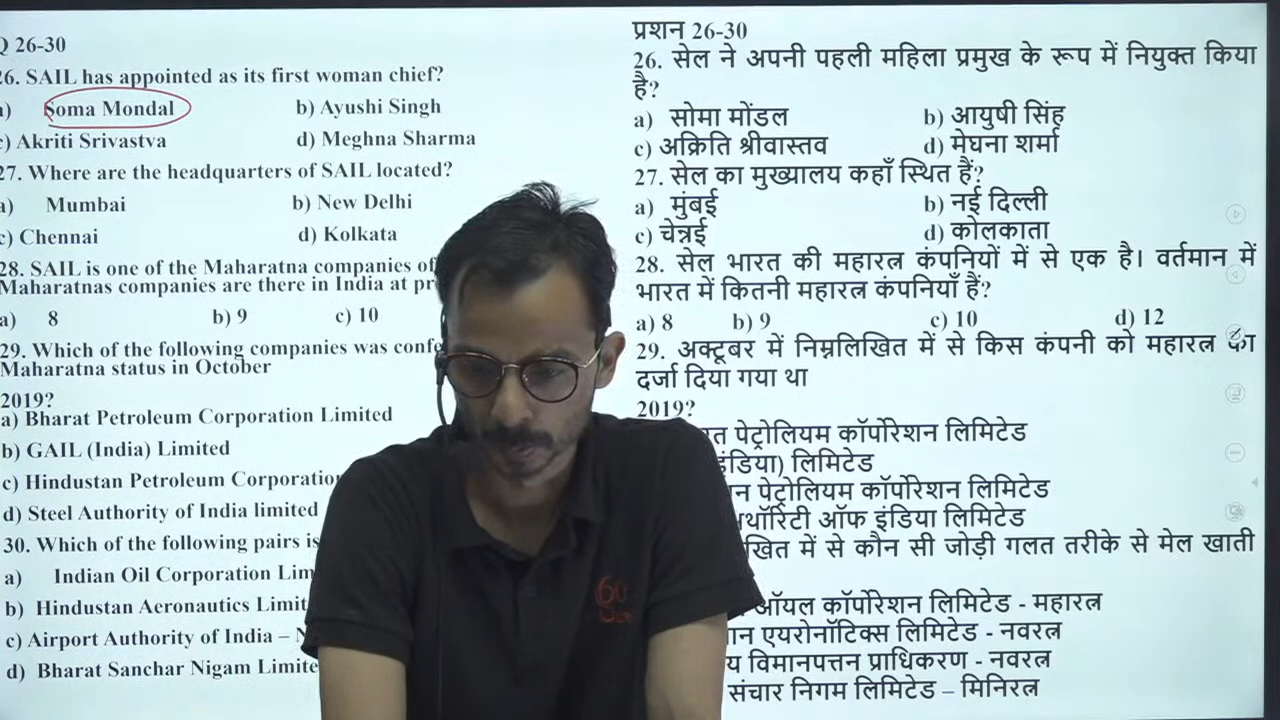 Q 26-30
26. SAIL has appointed as its first woman chief?
a) Soma Mondal b) Ayushi Singh
c) Akriti Srivastva d) Meghna Sharma
27. Where are the headquarters of SAIL located?
a) Mumbai b) New Delhi
c) Chennai d) Kolkata
28. SAIL is one of the Maharatna companies of
Maharatnas companies are there in India at
a) 8 b) 9 c) 10
29. Which of the following companies was
Maharatna status in October
2019?
a) Bharat Petroleum Corporation Limited
b) GAIL (India) Limited
c) Hindustan Petroleum
d) Steel Authority of India limited
30. Which of the following pairs is
a) Indian Oil Corporation
b) Hindustan Aeronautics
c) Airport Authority of India –
d) Bharat Sanchar Nigam
प्रशन 26-30
26. सेल ने अपनी पहली महिला प्रमुख के रूप में नियुक्त किया
है?
a) सोमा मोंडल b) आयुषी सिंह
c) अक्रिति श्रीवास्तव d) मेघना शर्मा
27. सेल का मुख्यालय कहाँ स्थित हैं?
a) मुंबई b) नई दिल्ली
c) चेन्नई d) कोलकाता
28. सेल भारत की महारत्न कंपनियों में से एक है। वर्तमान में
भारत में कितनी महारत्न कंपनियाँ हैं?
a) 8 b) 9 c) 10 d) 12
29. अक्टूबर में निम्नलिखित में से किस कंपनी को महारत्न का
दर्जा दिया गया था
2019?
पेट्रोलियम कॉर्पोरेशन लिमिटेड
लिमिटेड
पेट्रोलियम कॉर्पोरेशन लिमिटेड
ऑफ इंडिया लिमिटेड
में से कौन सी जोड़ी गलत तरीके से मेल खाती
ऑयल कॉर्पोरेशन लिमिटेड - महारत्न
एयरोनॉटिक्स लिमिटेड - नवरत्न
विमानपत्तन प्राधिकरण - नवरत्न
संचार निगम लिमिटेड – मिनिरत्न